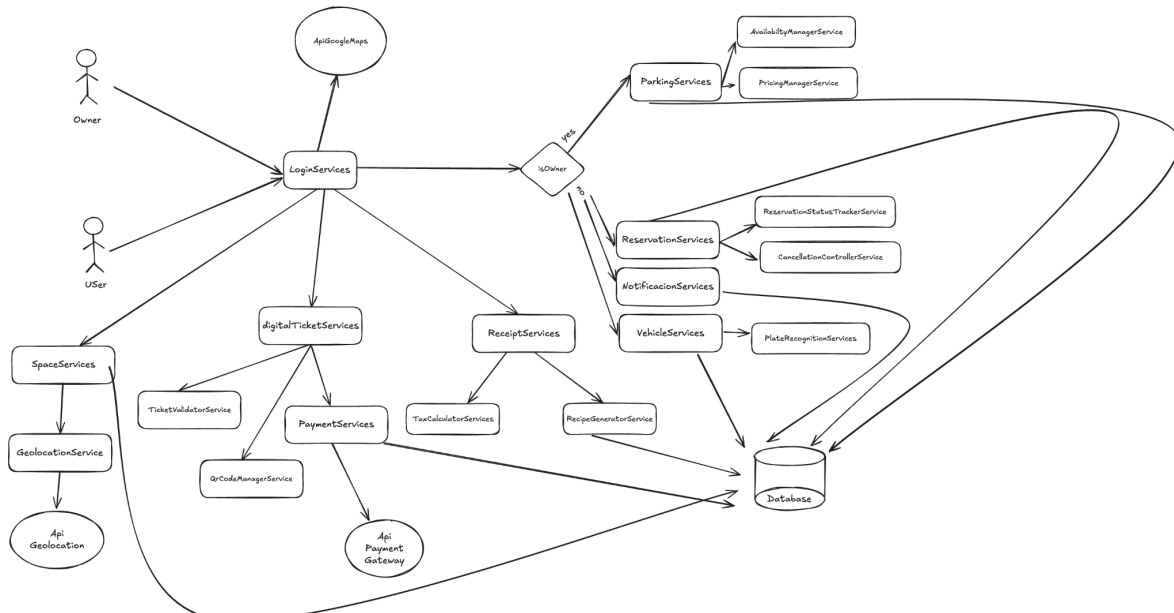 ApiGoogleMaps
AvailabiltyManagerService
ParkingServices
PricingManagerService
Owner
yes
LoginServices
isOWner
no
ReservationStatusTrackerService
ReservationServices
CancellationControllerService
USer
NotificacionServices
digitalTicketServices
ReceiptServices
VehicleServices
PlateRecognitionServices
SpaceServices
TicketValidatorService
PaymentServices
TaxCalculatorServices
RecipeGeneratorService
GeolocationService
QrCodeManagerService
Database
Api
Geolocation
Api
Payment
Gateway